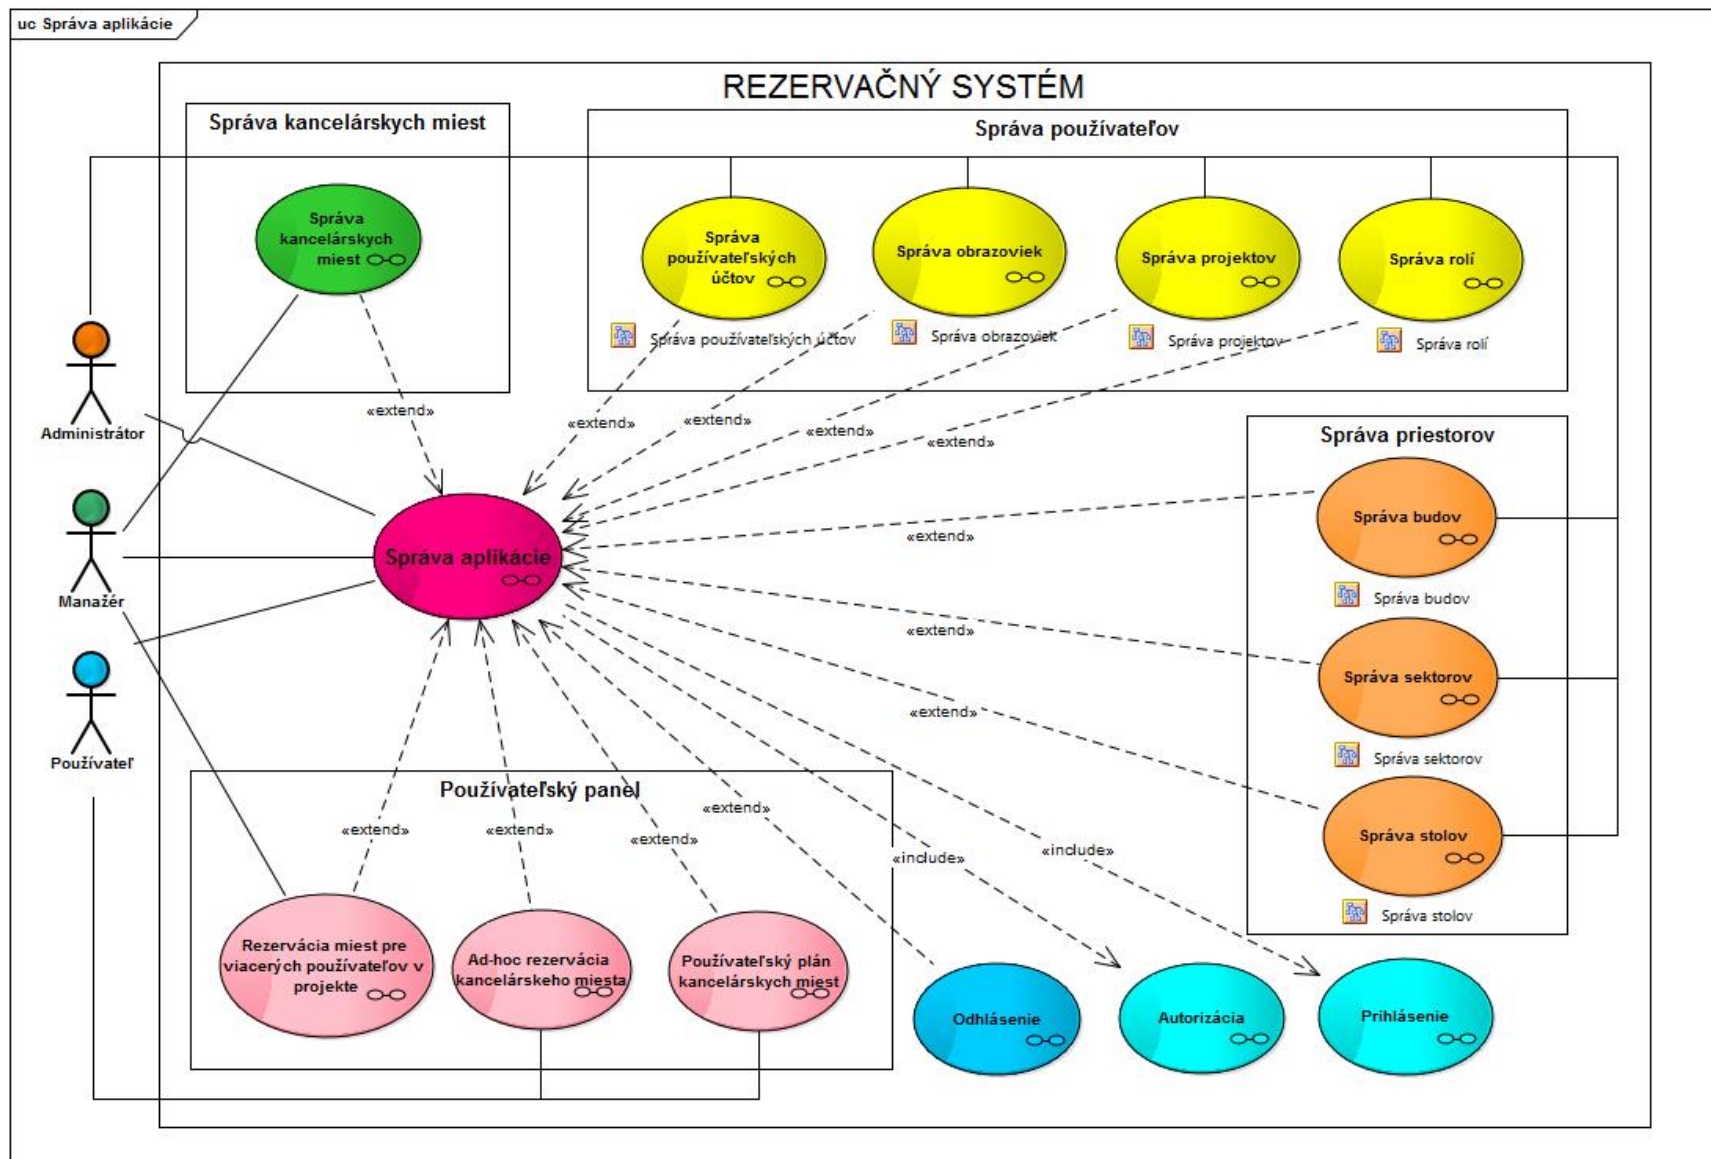 uc Správa aplikácie
REZERVAČNÝ SYSTÉM
Správa kancelárskych miest
Správa používateľov
Správa
kancelárskych
miest
Správa
používateľských
účtov
Správa obrazoviek
Správa projektov
Správa rolí
Správa používateľských účtov
Správa obrazoviek
Správa projektov
Správa rolí
Administrátor
«extend»
«extend»
«extend»
«extend»
«extend»
Správa priestorov
Správa budov
«extend»
Správa aplikácie
Manažér
Správa budov
«extend»
Správa sektorov
«extend»
Správa sektorov
Používateľ
Používateľský panel
«extend»
«extend»
«extend»
«extend»
Správa stolov
«include»
«include»
Správa stolov
Rezervácia miest pre
viacerých používateľov v
projekte
Ad-hoc rezervácia
kancelárskeho miesta
Používateľský plán
kancelárskych miest
Odhlásenie
Autorizácia
Prihlásenie